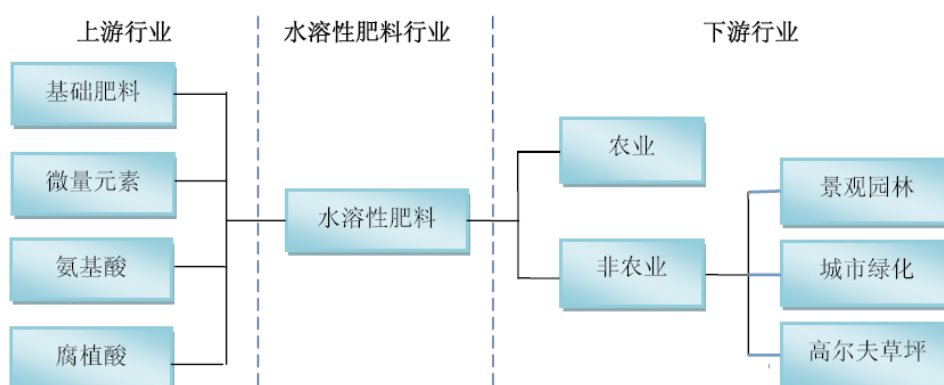 上游行业
水溶性肥料行业
下游行业
基础肥料
微量元素
氨基酸
腐植酸
水溶性肥料
农业
非农业
景观园林
城市绿化
高尔夫草坪